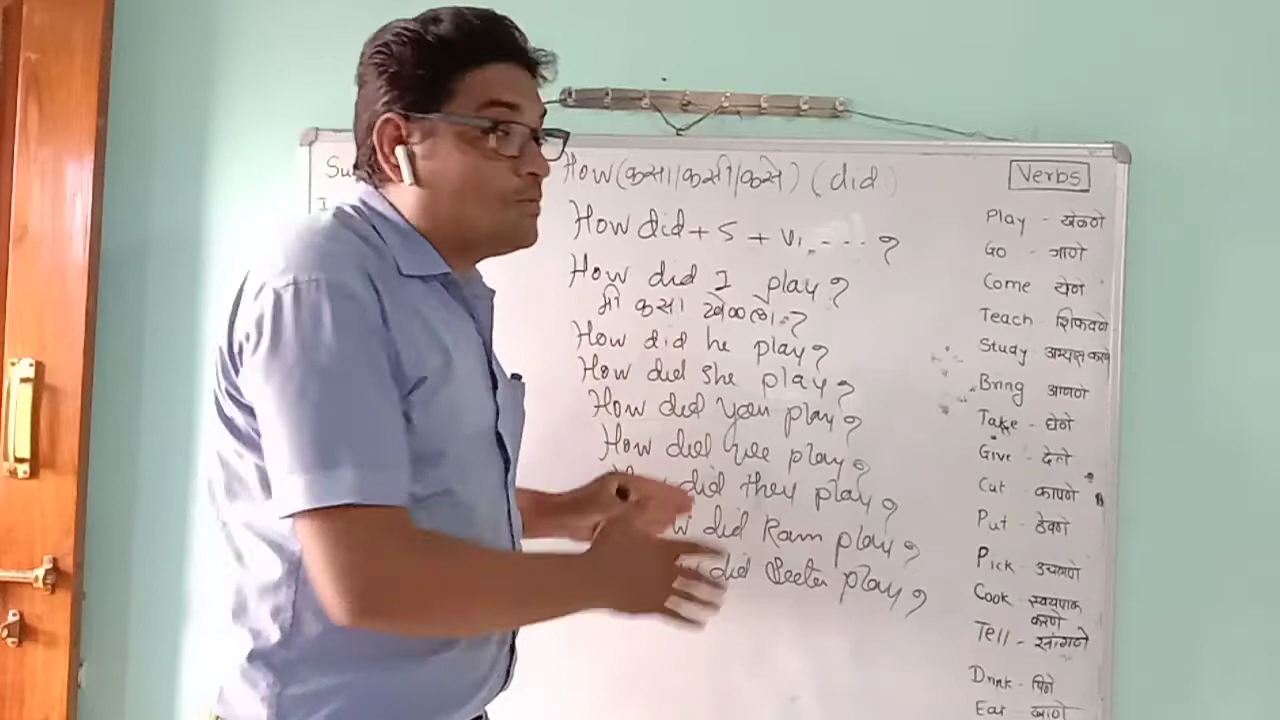 Su
I
How (कसा/कसी/कसे) (did)
How did + S + V1 ---- ?
How did I play?
मी कसा खेळलो?
How did he play?
How did she play?
How did you play?
How did we play?
did they play?
did Ram play?
did Peeter play?
Verbs
Play - खेळणे
Go - जाणे
Come येणे
Teach - शिकवणे
Study अभ्यास करणे
Bring आणणे
Take - घेणे
Give - देणे
Cut - कापणे
Put - ठेवणे
Pick - उचलणे
Cook - स्वयपाक
करणे
Tell - सांगणे
Drink - पिणे
Eat - खाणे